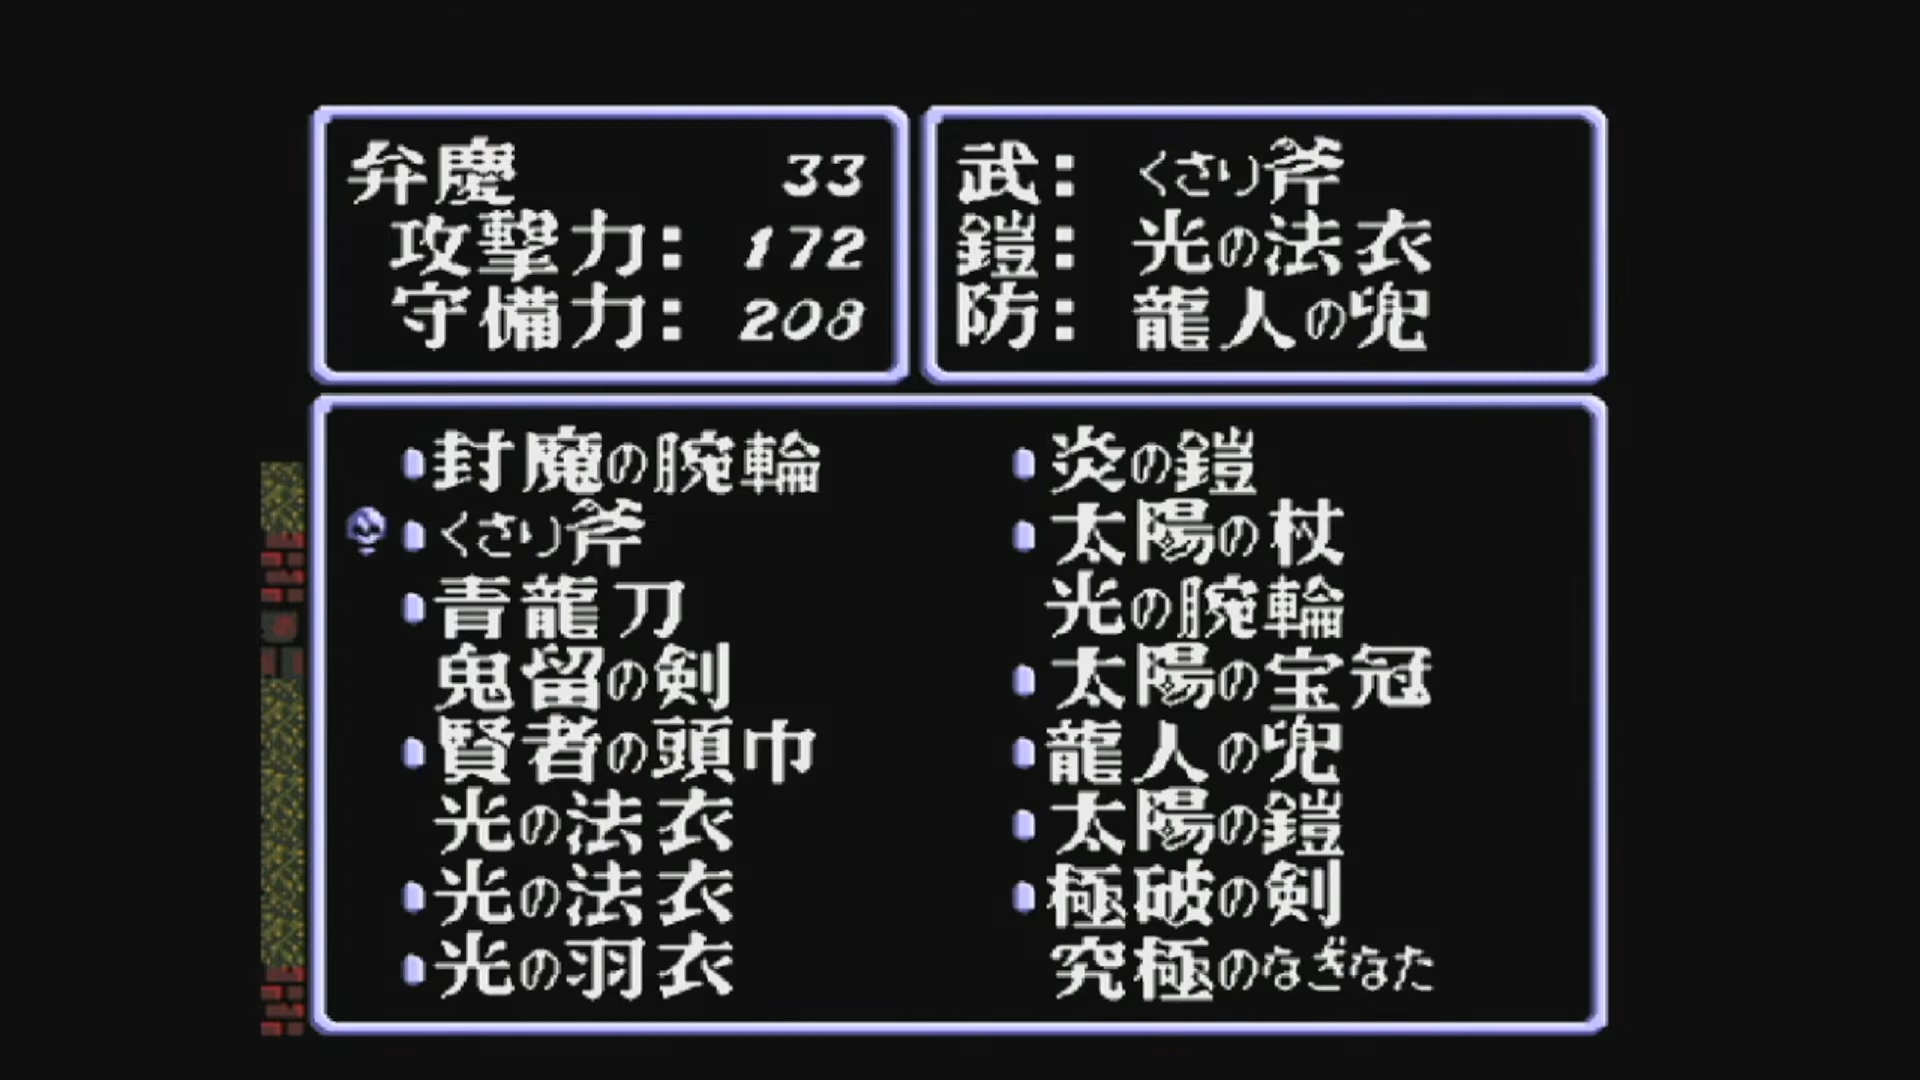 弁慶 33
攻撃力: 172
守備力: 208
武: くさり斧
鎧: 光の法衣
防: 龍人の兜
封魔の腕輪
くさり斧
青龍刀
鬼留の剣
賢者の頭巾
光の法衣
光の法衣
光の羽衣
炎の鎧
太陽の杖
光の腕輪
太陽の宝冠
龍人の兜
太陽の鎧
極破の剣
究極のなぎなた